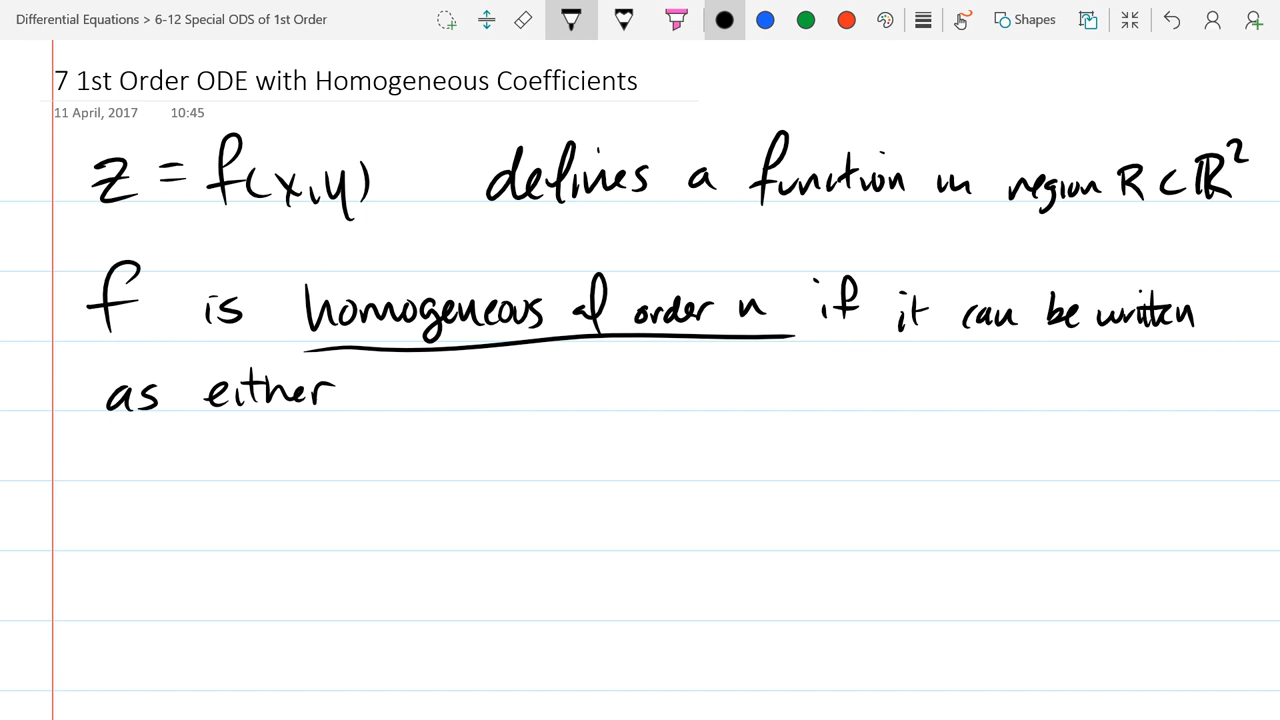 Differential Equations > 6-12 Special ODS of 1st Order
Shapes
7 1st Order ODE with Homogeneous Coefficients
11 April, 2017 10:45
z = f(x,y) defines a function in region R ⊂ ℝ²
f is homogeneous of order n if it can be written
as either